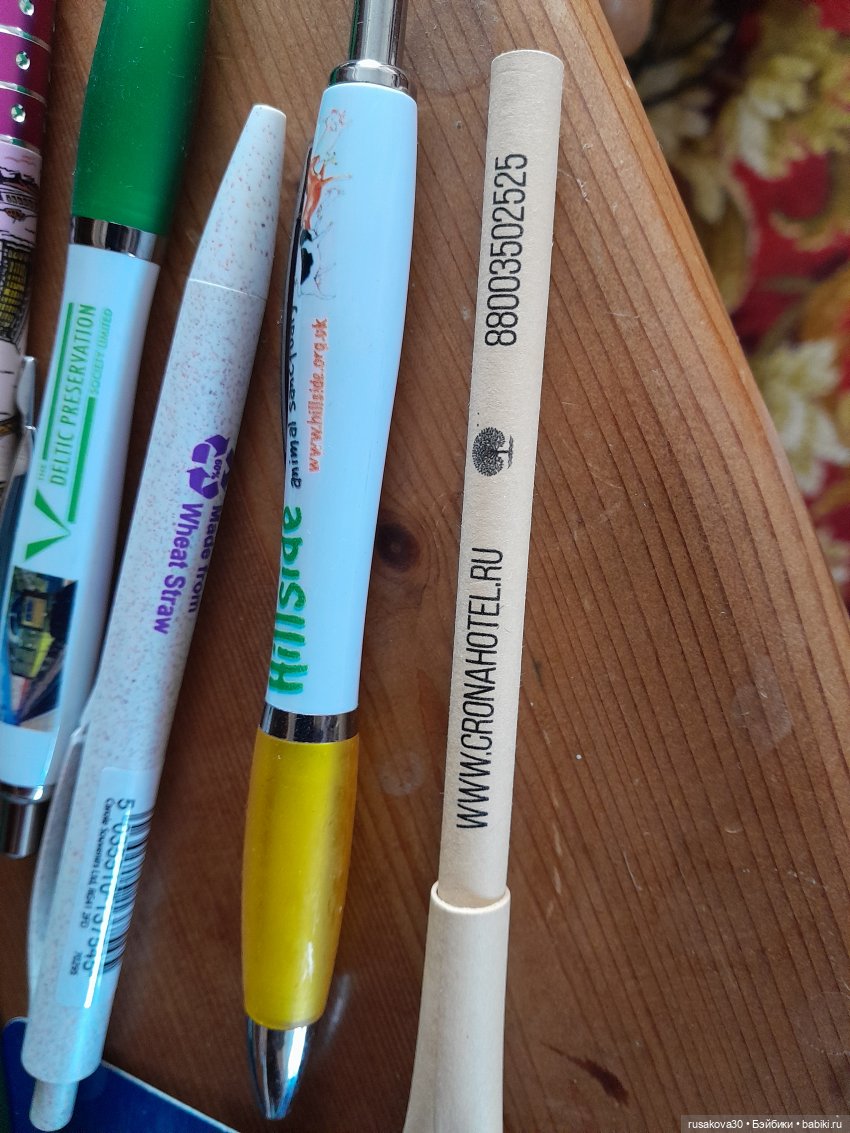 THE
DELTIC PRESERVATION
SOCIETY LIMITED
60%
Made from
Wheat Straw
Hillside
animal sanctuary
www.hillside.org.uk
WWW.CRONAHOTEL.RU
88003502525
rusakova30 • Бэйбики • babiki.ru